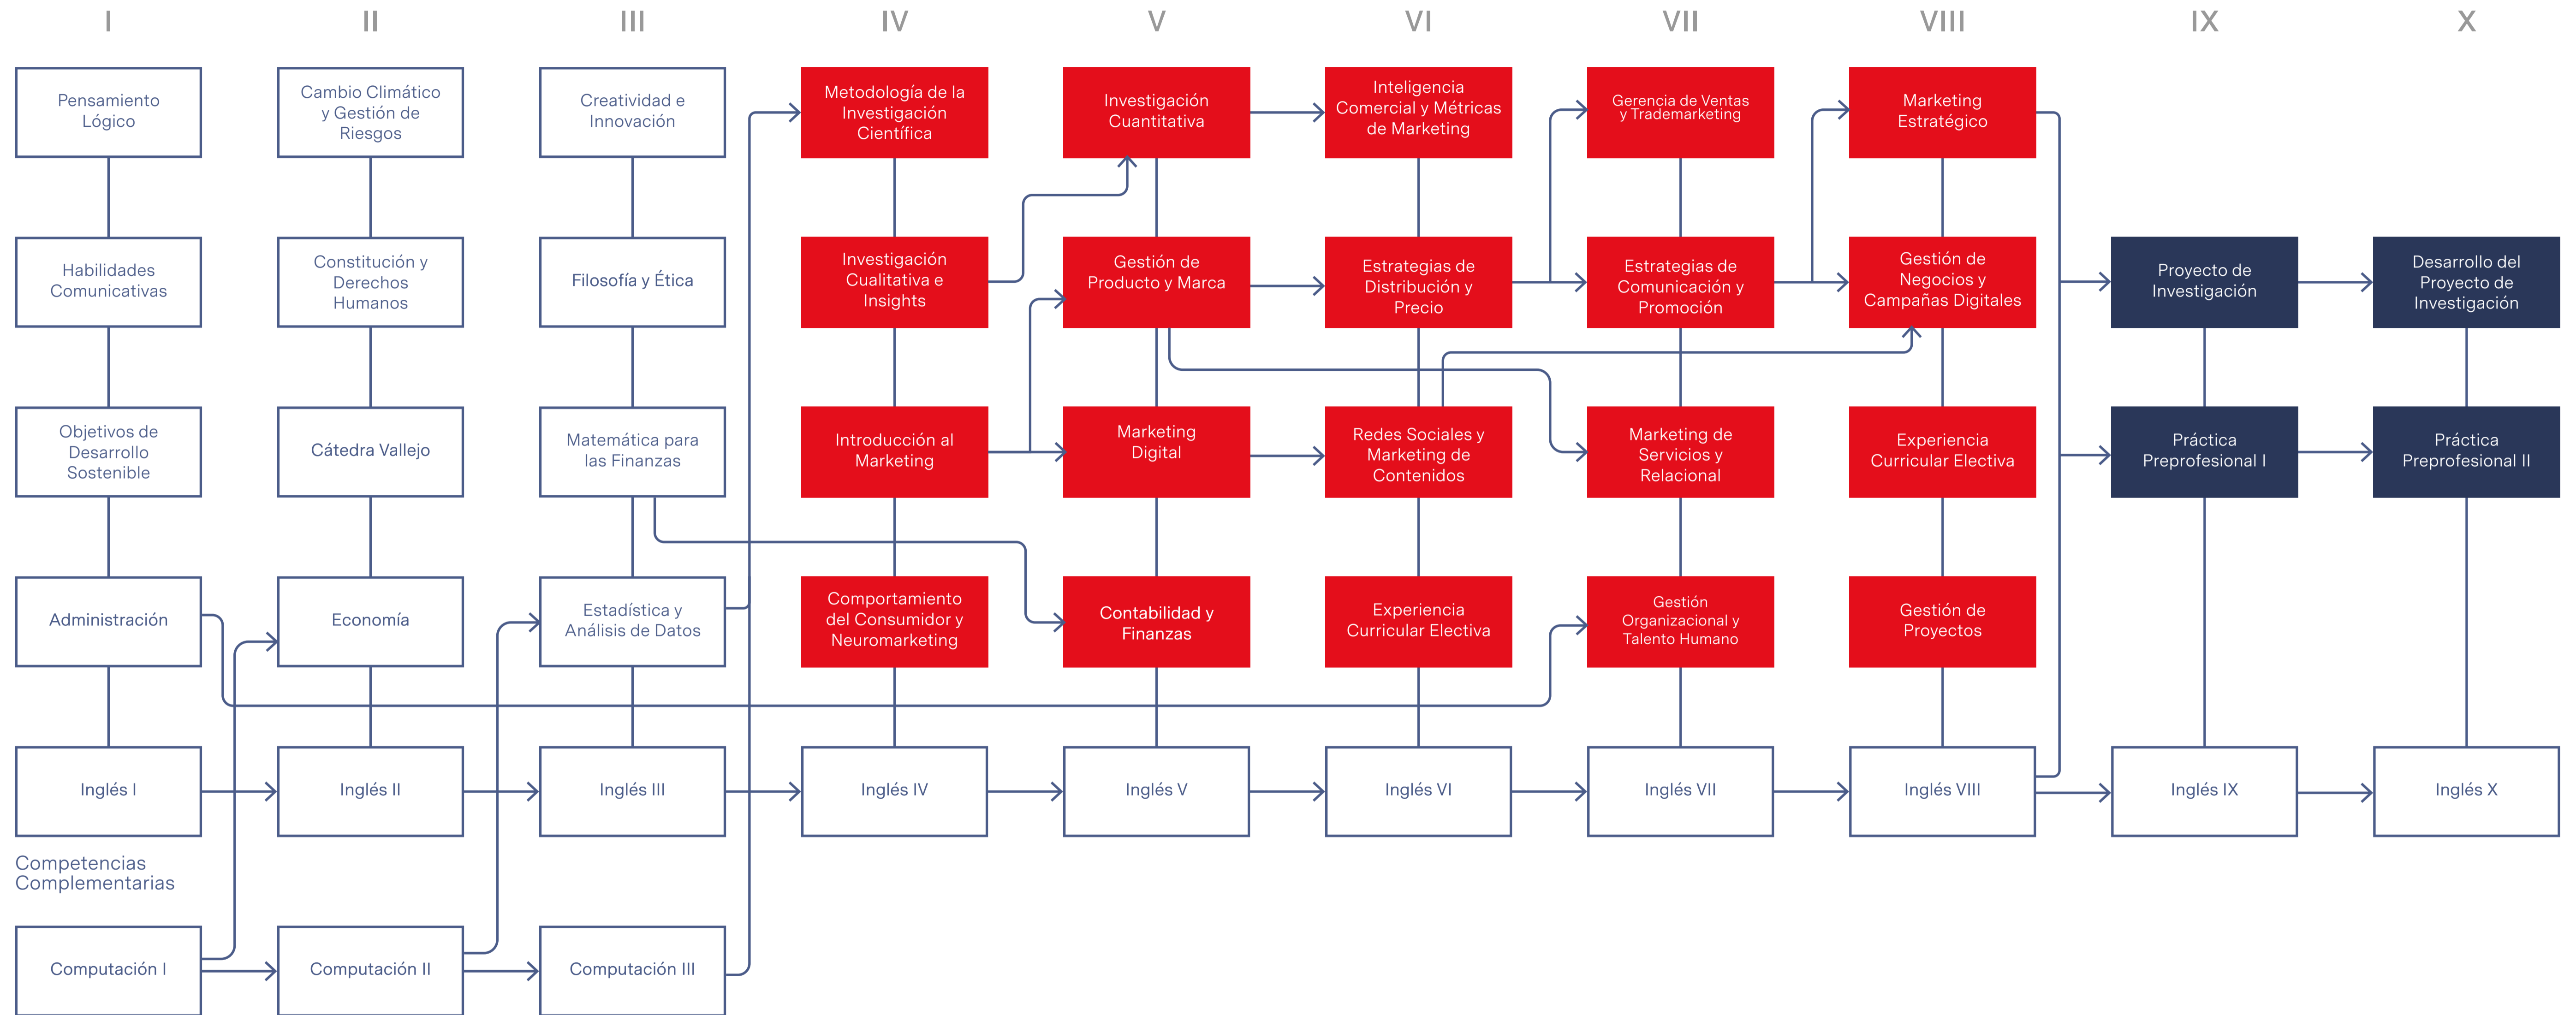 I
II
III
IV
V
VI
VII
VIII
IX
X
Pensamiento
Lógico
Cambio Climático
y Gestión de
Riesgos
Creatividad e
Innovación
Metodología de la
Investigación
Científica
Investigación
Cuantitativa
Inteligencia
Comercial y Métricas
de Marketing
Gerencia de Ventas
y Trademarketing
Marketing
Estratégico
Habilidades
Comunicativas
Constitución y
Derechos
Humanos
Filosofía y Ética
Investigación
Cualitativa e
Insights
Gestión de
Producto y Marca
Estrategias de
Distribución y
Precio
Estrategias de
Comunicación y
Promoción
Gestión de
Negocios y
Campañas Digitales
Proyecto de
Investigación
Desarrollo del
Proyecto de
Investigación
Objetivos de
Desarrollo
Sostenible
Cátedra Vallejo
Matemática para
las Finanzas
Introducción al
Marketing
Marketing
Digital
Redes Sociales y
Marketing de
Contenidos
Marketing de
Servicios y
Relacional
Experiencia
Curricular Electiva
Práctica
Preprofesional I
Práctica
Preprofesional II
Administración
Economía
Estadística y
Análisis de Datos
Comportamiento
del Consumidor y
Neuromarketing
Contabilidad y
Finanzas
Experiencia
Curricular Electiva
Gestión
Organizacional y
Talento Humano
Gestión de
Proyectos
Inglés I
Inglés II
Inglés III
Inglés IV
Inglés V
Inglés VI
Inglés VII
Inglés VIII
Inglés IX
Inglés X
Competencias
Complementarias
Computación I
Computación II
Computación III